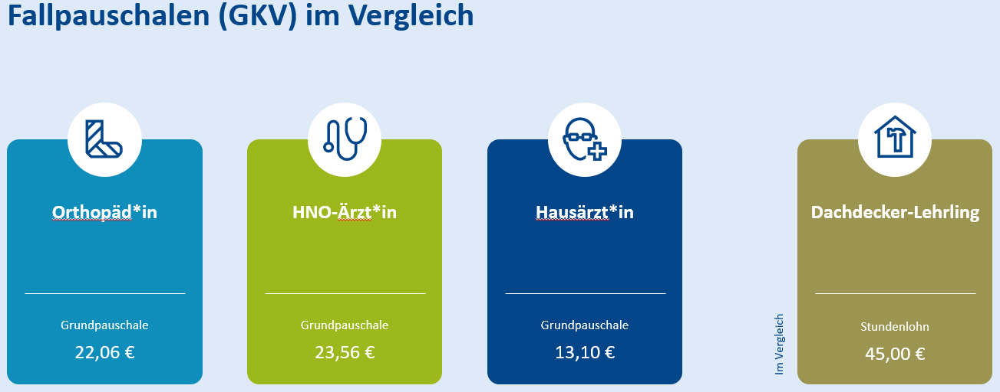 Fallpauschalen (GKV) im Vergleich
Orthopäd*in
Grundpauschale
22,06 €
HNO-Ärzt*in
Grundpauschale
23,56 €
Hausärzt*in
Grundpauschale
13,10 €
Im Vergleich
Dachdecker-Lehrling
Stundenlohn
45,00 €